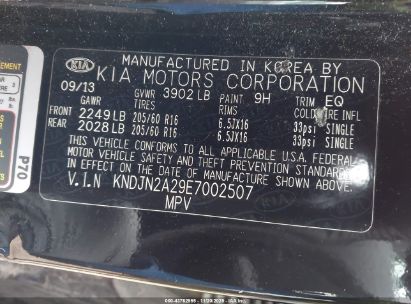 MANUFACTURED IN KOREA BY
KIA KIA MOTORS CORPORATION
09/13 GVWR 3902 LB PAINT 9H TRIM EQ
GAWR TIRES RIMS COLD TIRE INFL
FRONT 2249 LB 205/60 R16 6.5JX16 33psi SINGLE
REAR 2028 LB 205/60 R16 6.5JX16 33psi SINGLE
THIS VEHICLE CONFORMS TO ALL APPLICABLE U.S.A. FEDERAL
MOTOR VEHICLE SAFETY, BUMPER, AND THEFT PREVENTION
STANDARDS IN EFFECT ON THE DATE OF MANUFACTURE SHOWN ABOVE.
V.I.N KNDJN2A29E7002507
MPV
P70